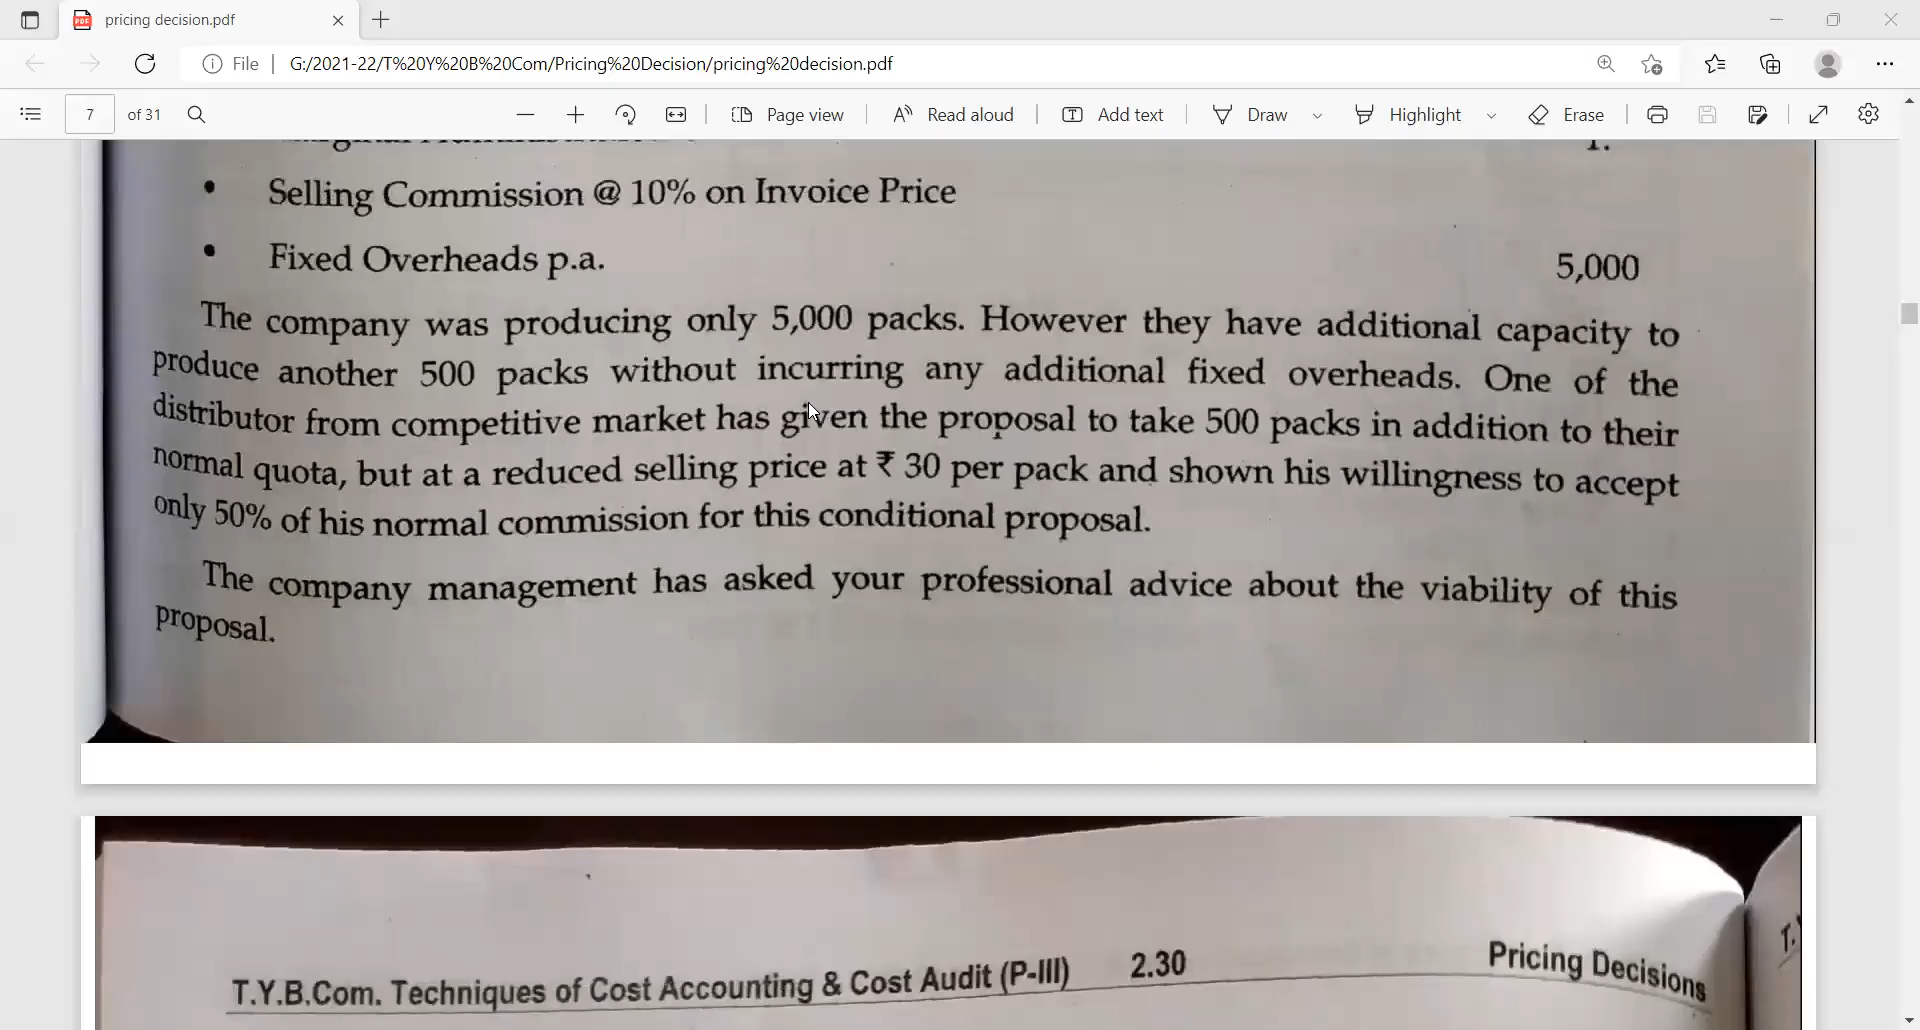 pricing decision.pdf
File
G:/2021-22/T%20Y%20B%20Com/Pricing%20Decision/pricing%20decision.pdf
7 of 31
Page view
Read aloud
Add text
Draw
Highlight
Erase
• Selling Commission @ 10% on Invoice Price
• Fixed Overheads p.a. 5,000
The company was producing only 5,000 packs. However they have additional capacity to
produce another 500 packs without incurring any additional fixed overheads. One of the
distributor from competitive market has given the proposal to take 500 packs in addition to their
normal quota, but at a reduced selling price at ₹ 30 per pack and shown his willingness to accept
only 50% of his normal commission for this conditional proposal.
The company management has asked your professional advice about the viability of this
proposal.
T.Y.B.Com. Techniques of Cost Accounting & Cost Audit (P-III) 2.30 Pricing Decisions